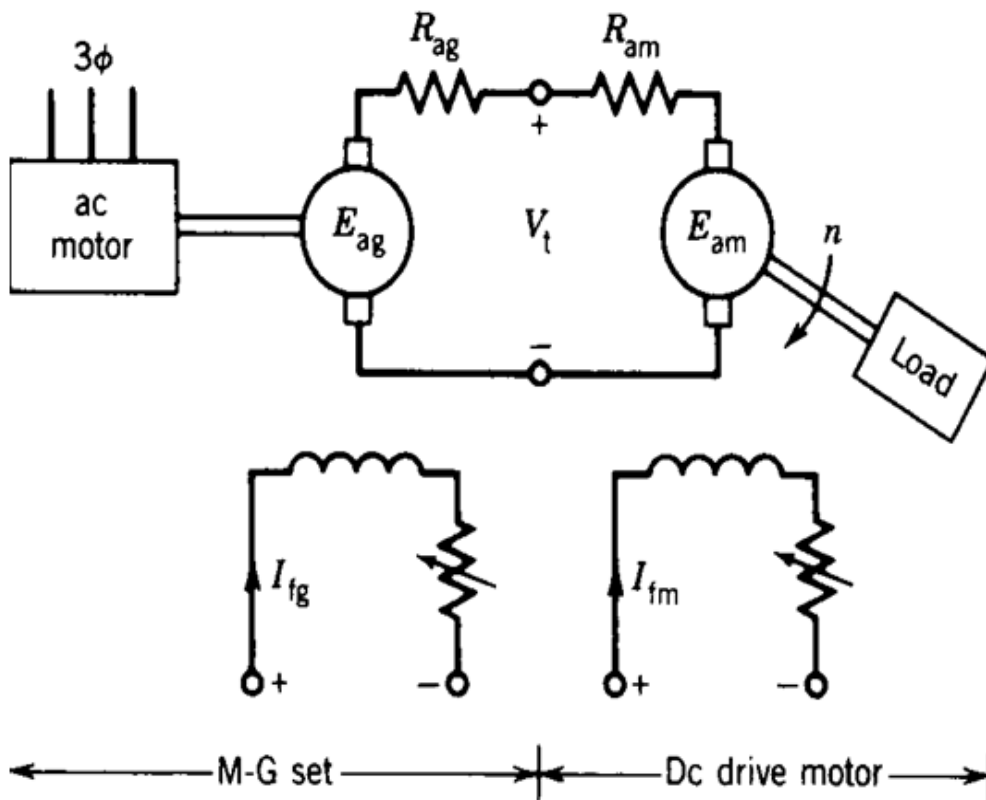 3ϕ
R_ag
R_am
+
ac
motor
E_ag
V_t
E_am
n
Load
−
I_fg
I_fm
+
−
+
−
M-G set
Dc drive motor